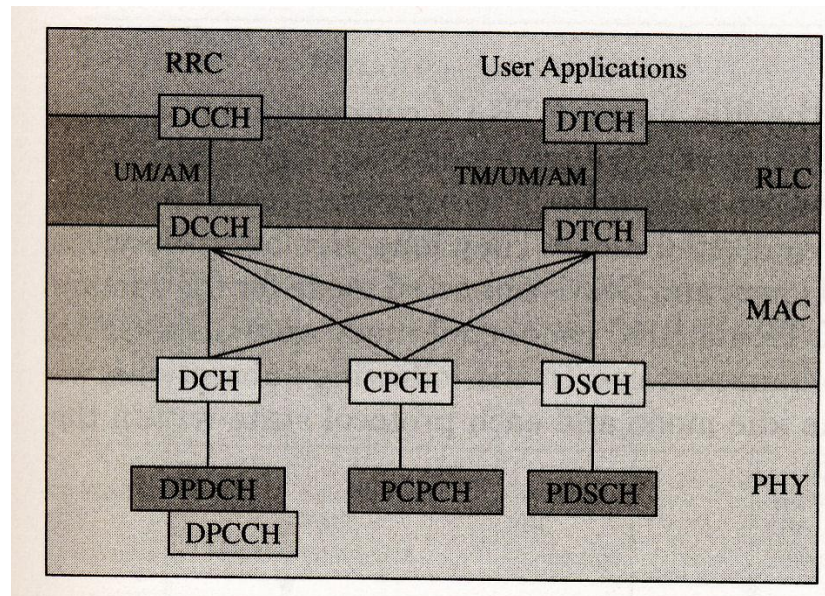 RRC
User Applications
DCCH
DTCH
UM/AM
TM/UM/AM
RLC
DCCH
DTCH
MAC
DCH
CPCH
DSCH
DPDCH
PCPCH
PDSCH
PHY
DPCCH